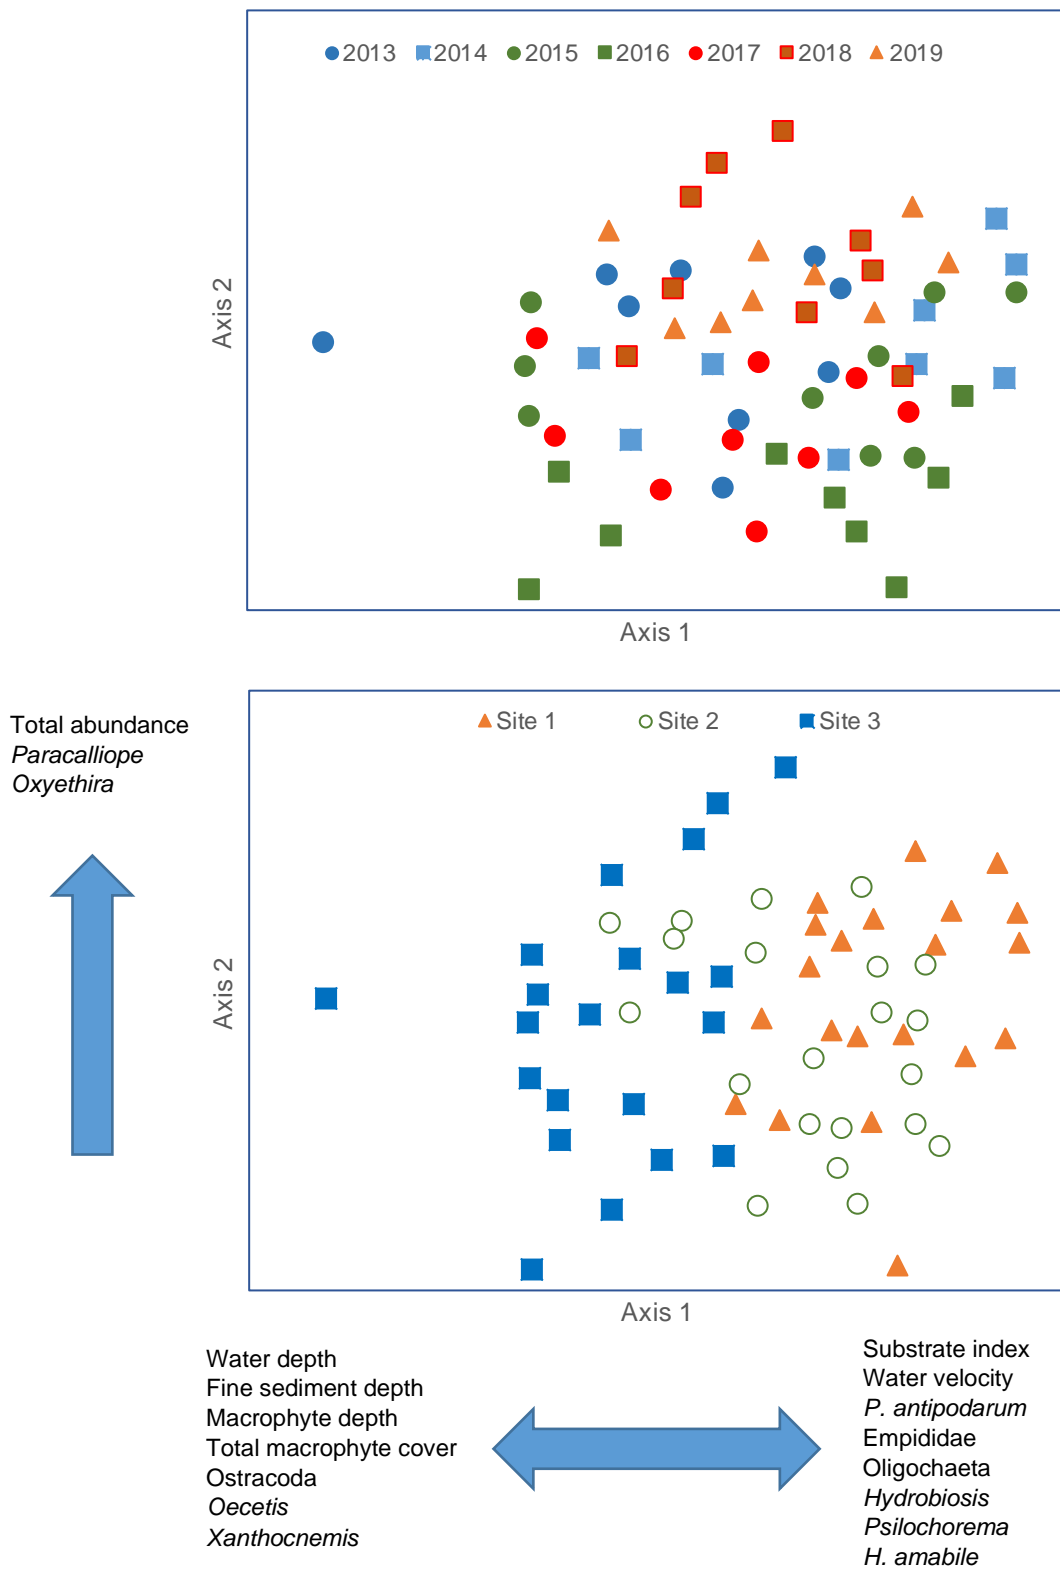 2013 2014 2015 2016 2017 2018 2019
Axis 2
Axis 1
Total abundance
Paracalliope
Oxyethira
Site 1 Site 2 Site 3
Axis 2
Axis 1
Water depth
Fine sediment depth
Macrophyte depth
Total macrophyte cover
Ostracoda
Oecetis
Xanthocnemis
Substrate index
Water velocity
P. antipodarum
Empididae
Oligochaeta
Hydrobiosis
Psilochorema
H. amabile